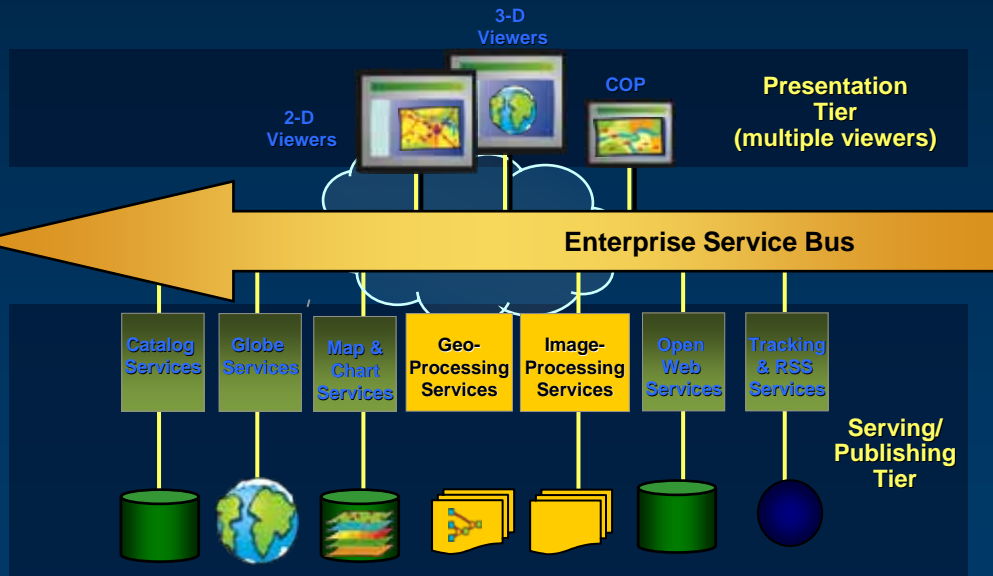 3-D
Viewers
2-D
Viewers
COP
Presentation
Tier
(multiple viewers)
Enterprise Service Bus
Catalog
Services
Globe
Services
Map &
Chart
Services
Geo-
Processing
Services
Image-
Processing
Services
Open
Web
Services
Tracking
& RSS
Services
Serving/
Publishing
Tier